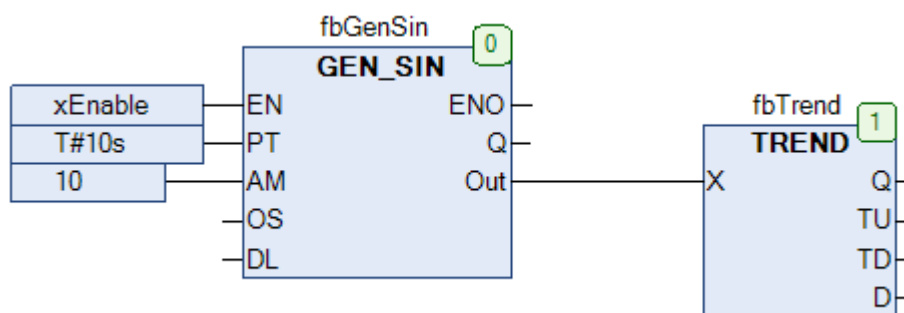 fbGenSin
0
GEN_SIN
xEnable EN ENO
T#10s PT Q
10 AM Out
OS
DL
fbTrend
1
TREND
X Q
TU
TD
D